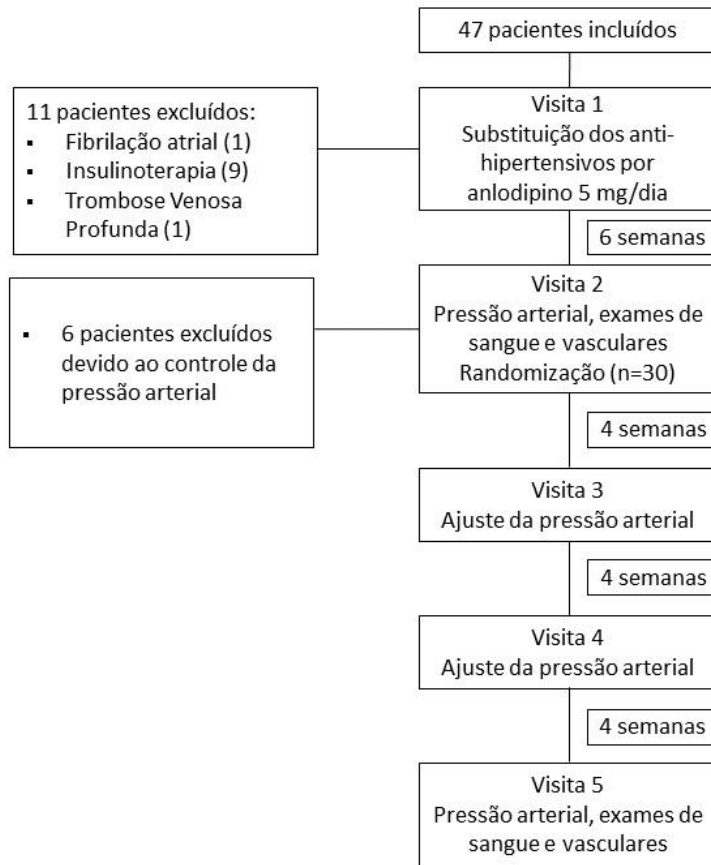 47 pacientes incluídos
11 pacientes excluídos:
▪ Fibrilação atrial (1)
▪ Insulinoterapia (9)
▪ Trombose Venosa
Profunda (1)
Visita 1
Substituição dos anti-
hipertensivos por
anlodipino 5 mg/dia
6 semanas
▪ 6 pacientes excluídos
devido ao controle da
pressão arterial
Visita 2
Pressão arterial, exames de
sangue e vasculares
Randomização (n=30)
4 semanas
Visita 3
Ajuste da pressão arterial
4 semanas
Visita 4
Ajuste da pressão arterial
4 semanas
Visita 5
Pressão arterial, exames de
sangue e vasculares